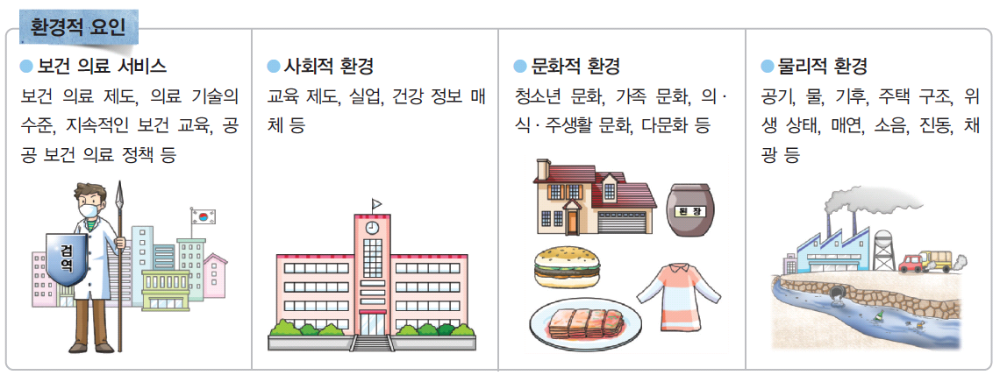 환경적 요인
● 보건 의료 서비스
보건 의료 제도, 의료 기술의
수준, 지속적인 보건 교육, 공
공 보건 의료 정책 등
검역
● 사회적 환경
교육 제도, 실업, 건강 정보 매
체 등
● 문화적 환경
청소년 문화, 가족 문화, 의·
식·주생활 문화, 다문화 등
된 장
● 물리적 환경
공기, 물, 기후, 주택 구조, 위
생 상태, 매연, 소음, 진동, 채
광 등